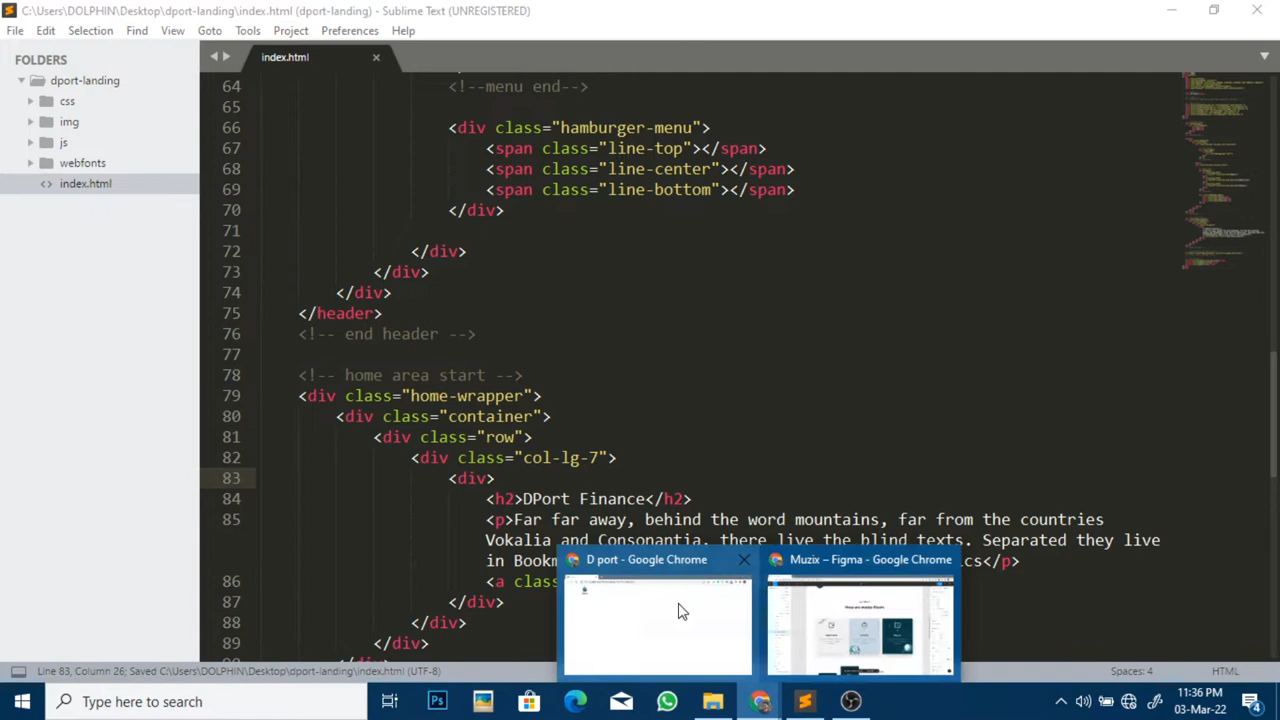 C:\Users\DOLPHIN\Desktop\dport-landing\index.html (dport-landing) - Sublime Text (UNREGISTERED)
File Edit Selection Find View Goto Tools Project Preferences Help
FOLDERS
dport-landing
css
img
js
webfonts
index.html
index.html
64 <!--menu end-->
65
66 <div class="hamburger-menu">
67 <span class="line-top"></span>
68 <span class="line-center"></span>
69 <span class="line-bottom"></span>
70 </div>
71
72 </div>
73 </div>
74 </div>
75 </header>
76 <!-- end header -->
77
78 <!-- home area start -->
79 <div class="home-wrapper">
80 <div class="container">
81 <div class="row">
82 <div class="col-lg-7">
83 <div>
84 <h2>DPort Finance</h2>
85 <p>Far far away, behind the word mountains, far from the countries
Vokalia and Consonantia, there live the blind texts. Separated they live
in Bookm cs</p>
86 <a class
87 </div>
88 </div>
89 </div>
D port - Google Chrome
Muzix – Figma - Google Chrome
Line 83, Column 26; Saved C:\Users\DOLPHIN\Desktop\dport-landing\index.html (UTF-8)
Spaces: 4
HTML
Type here to search
Ps
11:36 PM
03-Mar-22
4